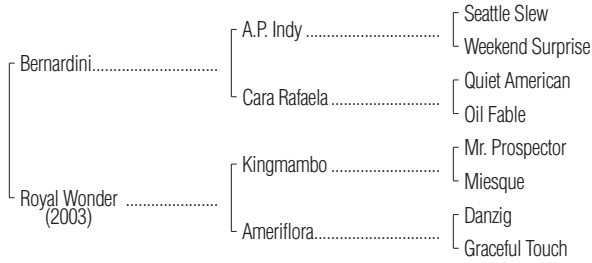 Seattle Slew
A.P. Indy ...............................
Weekend Surprise
Bernardini.............................
Quiet American
Cara Rafaela .........................
Oil Fable
Mr. Prospector
Kingmambo .........................
Miesque
Royal Wonder .....................
(2003)
Danzig
Ameriflora.............................
Graceful Touch